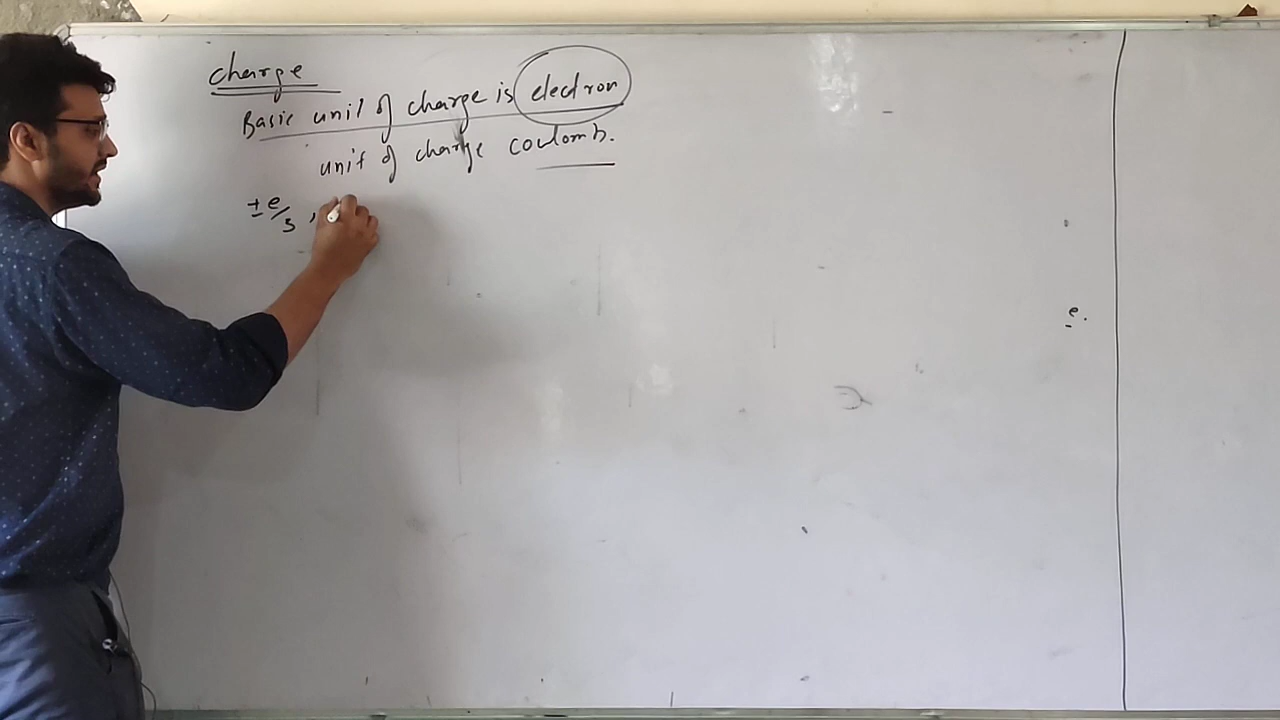 charge
Basic unit of charge is electron
unit of charge coulomb.
± e/3 ,
e.